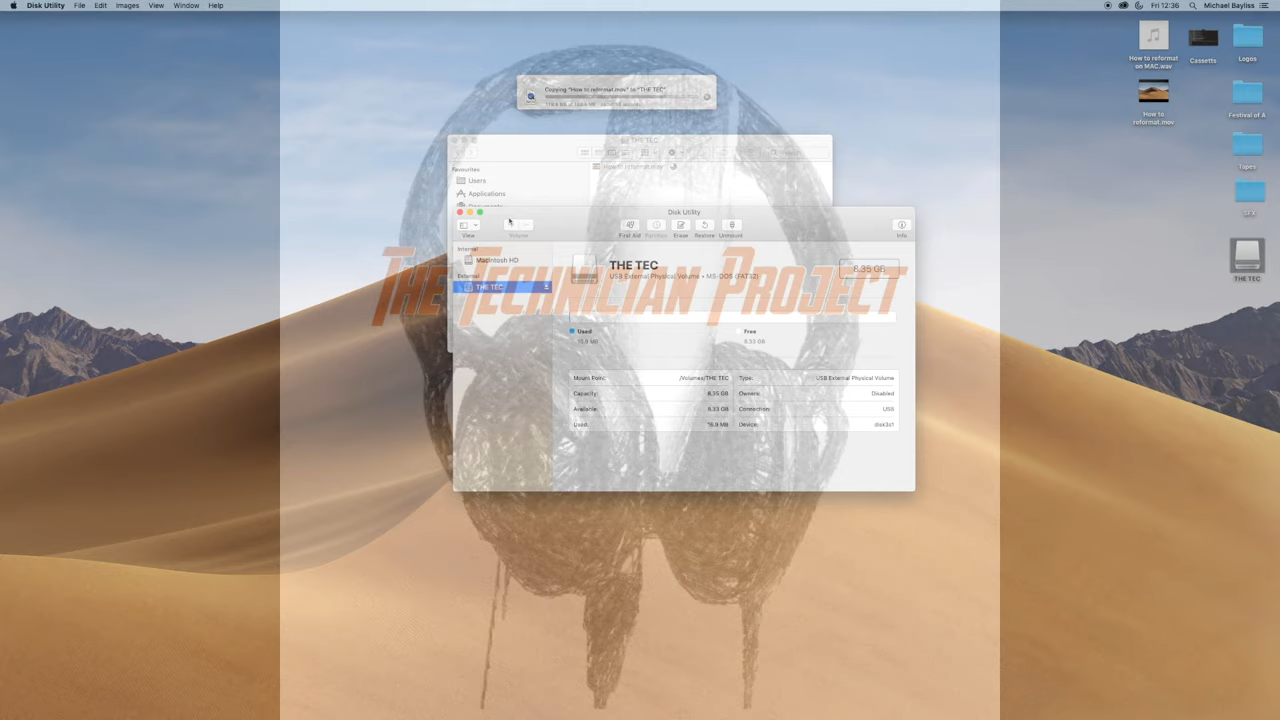 Disk Utility File Edit Images View Window Help
Fri 12:36 Michael Bayliss
How to reformat
on MAC.wav
Cassetts
Logos
How to
reformat.mov
Festival of A
Tapes
SFX
THE TEC
Copying "How to reformat.mov" to "THE TEC"
THE TEC
Favourites
How to reformat.mov
Users
Applications
Documents
Disk Utility
View
Volume
First Aid
Partition
Erase
Restore
Unmount
Info
Internal
Macintosh HD
External
THE TEC
THE TEC
USB External Physical Volume • MS-DOS (FAT32)
8.35 GB
The Technician Project
Used
Free
8.33 GB
Mount Point: /Volumes/THE TEC
Type: USB External Physical Volume
Capacity: 8.35 GB
Owners: Disabled
Available: 8.33 GB
Connection: USB
Used: 16.9 MB
Device: disk3s1